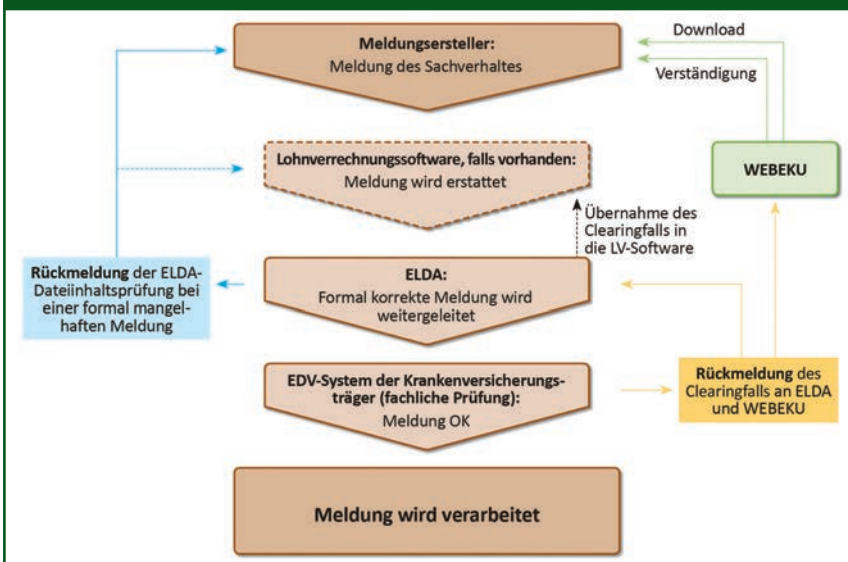 Meldungsersteller:
Meldung des Sachverhaltes
Download
Verständigung
Lohnverrechnungssoftware, falls vorhanden:
Meldung wird erstattet
WEBEKU
Übernahme des
Clearingfalls in
die LV-Software
Rückmeldung der ELDA-
Dateiinhaltsprüfung bei
einer formal mangel-
haften Meldung
ELDA:
Formal korrekte Meldung wird
weitergeleitet
EDV-System der Krankenversicherungs-
träger (fachliche Prüfung):
Meldung OK
Rückmeldung des
Clearingfalls an ELDA
und WEBEKU
Meldung wird verarbeitet